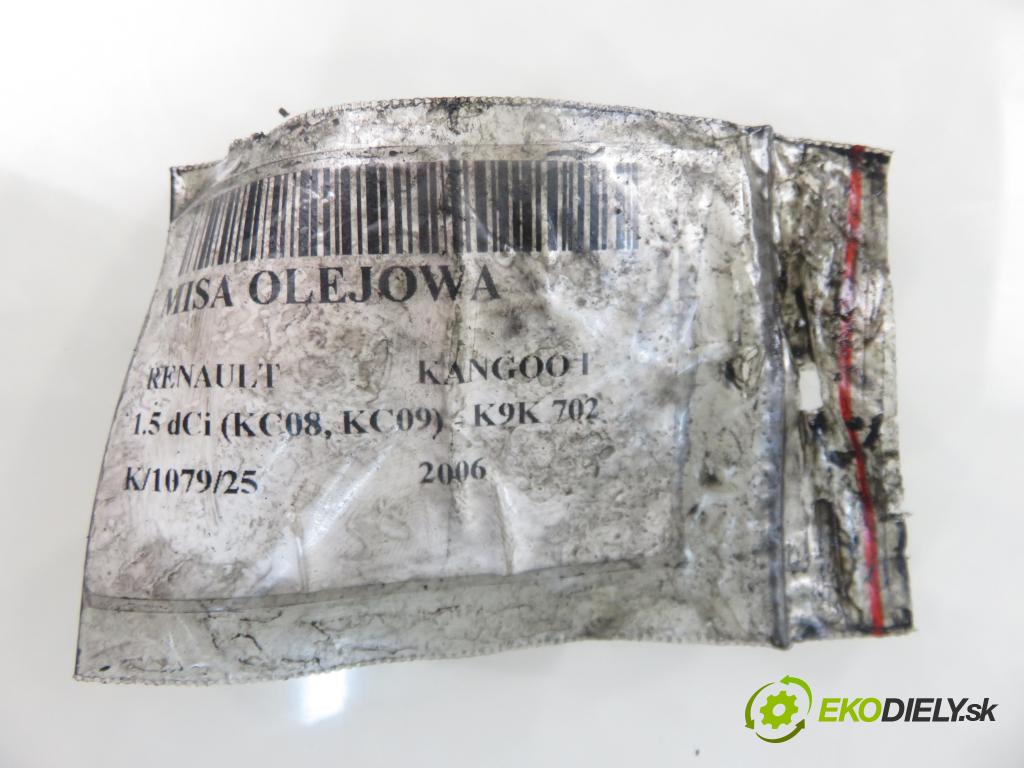 MISA OLEJOWA
RENAULT KANGOO I
1.5 dCi (KC08, KC09) - K9K 702
K/1079/25 2006
EKODIELY.sk